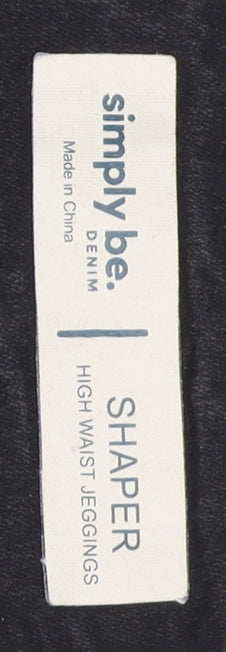 simply be.
DENIM
Made in China
SHAPER
HIGH WAIST JEGGINGS